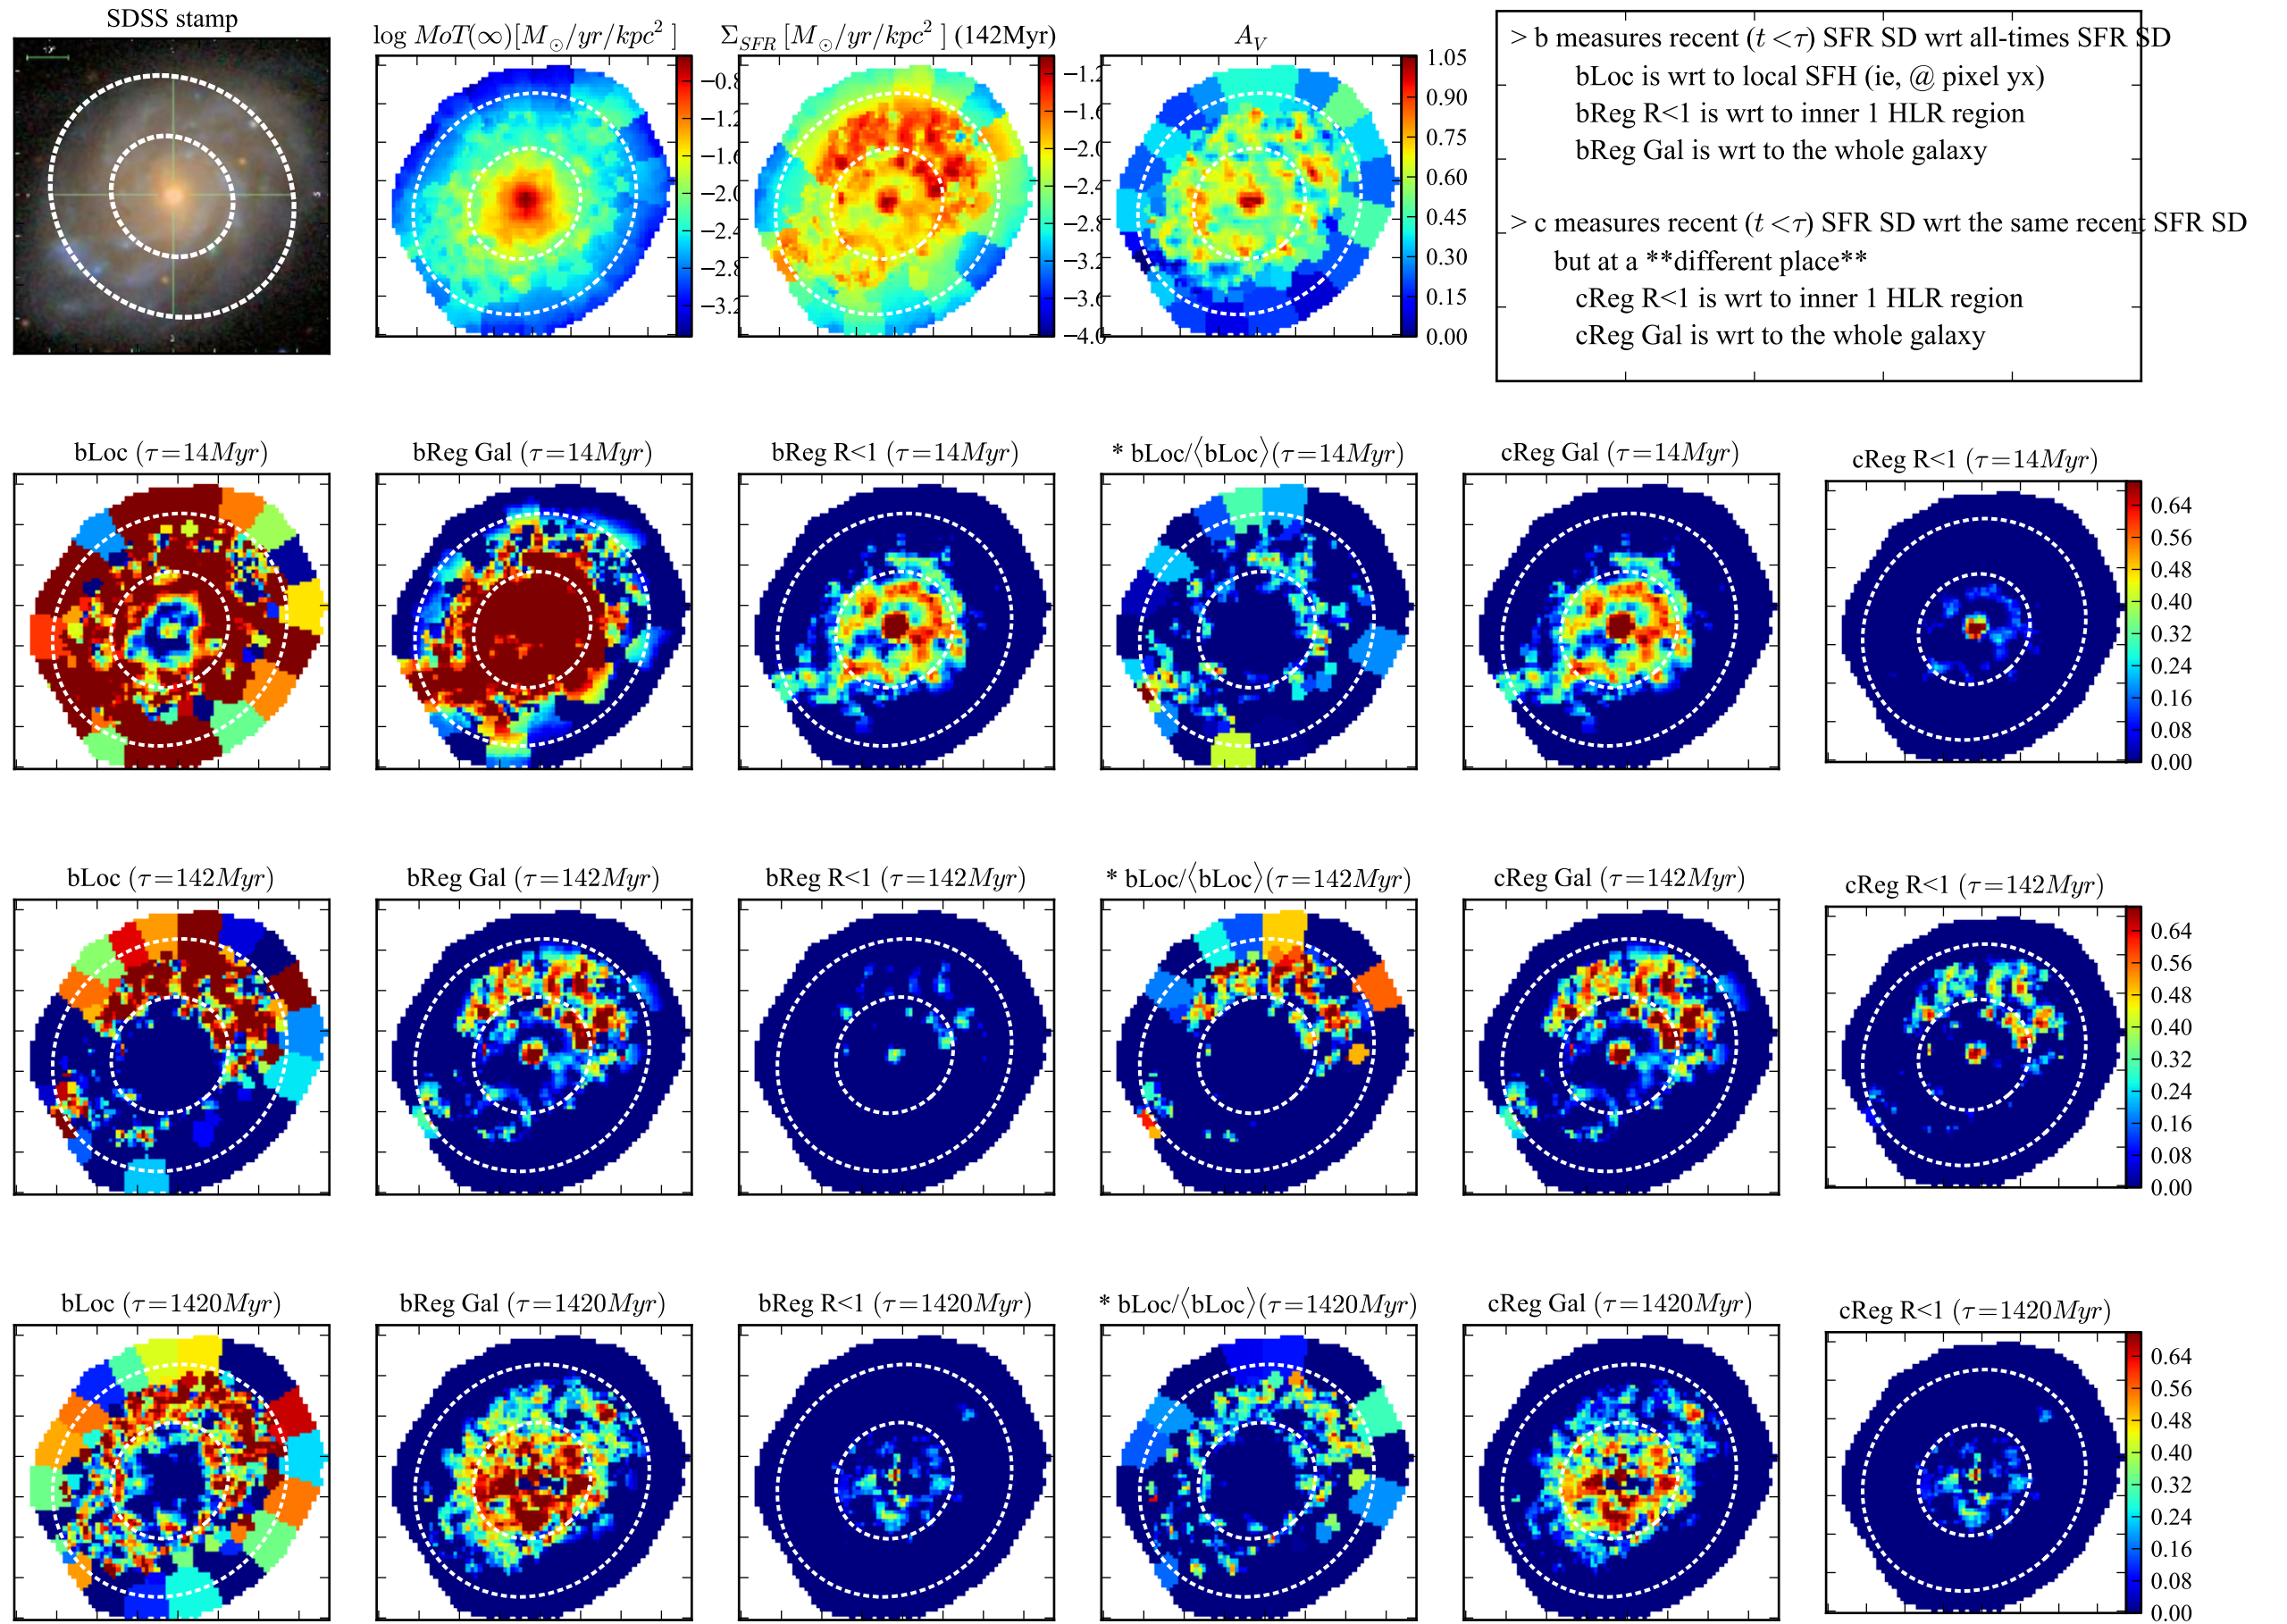 SDSS stamp
log MoT(∞)[M⊙/yr/kpc²]
Σ_SFR [M⊙/yr/kpc²] (142Myr)
A_V
−0.8
−1.2
−1.6
−2.0
−2.4
−2.8
−3.2
−1.2
−1.6
−2.0
−2.4
−2.8
−3.2
−3.6
−4.0
1.05
0.90
0.75
0.60
0.45
0.30
0.15
0.00
> b measures recent (t <τ) SFR SD wrt all-times SFR SD
bLoc is wrt to local SFH (ie, @ pixel yx)
bReg R<1 is wrt to inner 1 HLR region
bReg Gal is wrt to the whole galaxy
> c measures recent (t <τ) SFR SD wrt the same recent SFR SD
but at a **different place**
cReg R<1 is wrt to inner 1 HLR region
cReg Gal is wrt to the whole galaxy
bLoc (τ=14Myr)
bReg Gal (τ=14Myr)
bReg R<1 (τ=14Myr)
* bLoc/⟨bLoc⟩(τ=14Myr)
cReg Gal (τ=14Myr)
cReg R<1 (τ=14Myr)
0.64
0.56
0.48
0.40
0.32
0.24
0.16
0.08
0.00
bLoc (τ=142Myr)
bReg Gal (τ=142Myr)
bReg R<1 (τ=142Myr)
* bLoc/⟨bLoc⟩(τ=142Myr)
cReg Gal (τ=142Myr)
cReg R<1 (τ=142Myr)
0.64
0.56
0.48
0.40
0.32
0.24
0.16
0.08
0.00
bLoc (τ=1420Myr)
bReg Gal (τ=1420Myr)
bReg R<1 (τ=1420Myr)
* bLoc/⟨bLoc⟩(τ=1420Myr)
cReg Gal (τ=1420Myr)
cReg R<1 (τ=1420Myr)
0.64
0.56
0.48
0.40
0.32
0.24
0.16
0.08
0.00